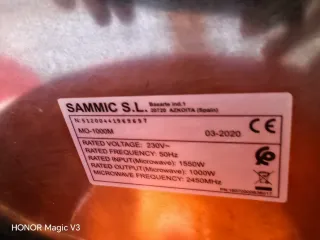 SAMMIC S.L. Basarte ind.1
20720 AZKOITIA (Spain)
MO-1000M 03-2020 CE
RATED VOLTAGE: 230V~
RATED FREQUENCY: 50Hz
RATED INPUT(Microwave): 1550W
RATED OUTPUT(Microwave): 1000W
MICROWAVE FREQUENCY: 2450MHz
HONOR Magic V3